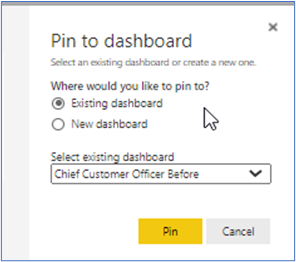 Pin to dashboard
Select an existing dashboard or create a new one.
Where would you like to pin to?
Existing dashboard
New dashboard
Select existing dashboard
Chief Customer Officer Before
Pin Cancel